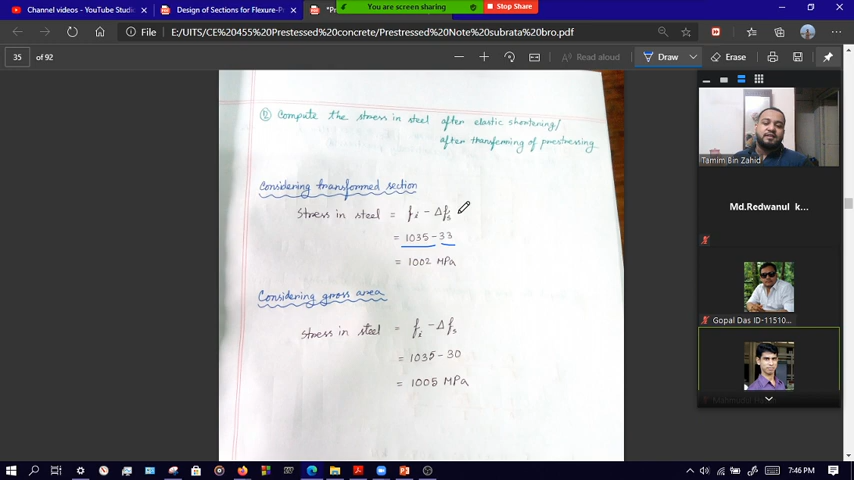 Channel videos - YouTube Studio
Design of Sections for Flexure-Pr
You are screen sharing
Stop Share
File
E:/UITS/CE%20455%20Prestessed%20concrete/Prestressed%20Note%20subrata%20bro.pdf
35 of 92
Read aloud
Draw
Erase
Share
Compute the stress in steel after elastic shortening/
after transferring of prestressing
Considering transformed section
Stress in steel = fi - Δfs
= 1035-33
= 1002 MPa
Considering gross area
Stress in steel = fi - Δfs
= 1035-30
= 1005 MPa
Tamim Bin Zahid
Md.Redwanul k...
Gopal Das ID-11510...
7:46 PM